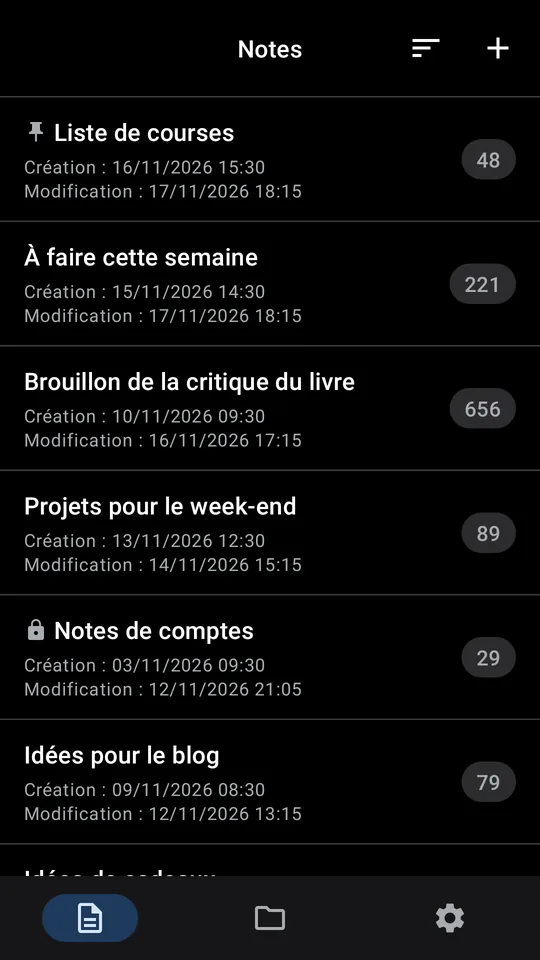 Notes
Liste de courses
Création : 16/11/2026 15:30
Modification : 17/11/2026 18:15
48
À faire cette semaine
Création : 15/11/2026 14:30
Modification : 17/11/2026 18:15
221
Brouillon de la critique du livre
Création : 10/11/2026 09:30
Modification : 16/11/2026 17:15
656
Projets pour le week-end
Création : 13/11/2026 12:30
Modification : 14/11/2026 15:15
89
Notes de comptes
Création : 03/11/2026 09:30
Modification : 12/11/2026 21:05
29
Idées pour le blog
Création : 09/11/2026 08:30
Modification : 12/11/2026 13:15
79
Idées de cadeaux